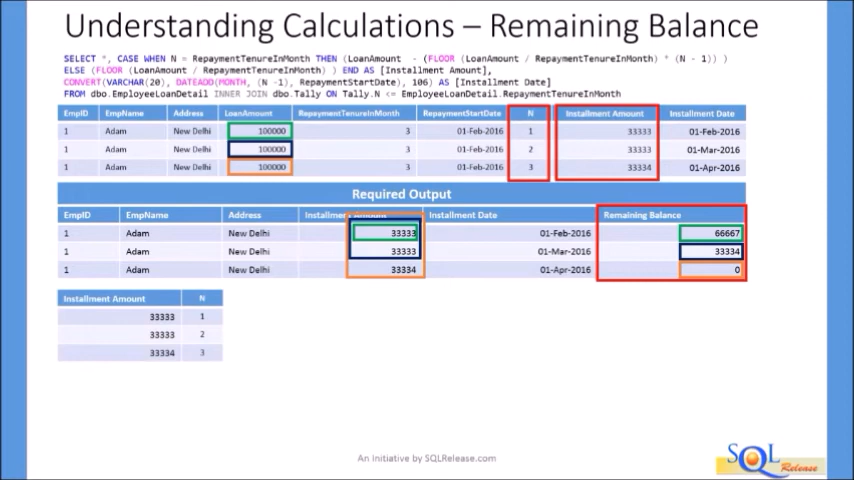 Understanding Calculations – Remaining Balance
SELECT *, CASE WHEN N = RepaymentTenureInMonth THEN (LoanAmount - (FLOOR (LoanAmount / RepaymentTenureInMonth) * (N - 1)) )
ELSE (FLOOR (LoanAmount / RepaymentTenureInMonth) ) END AS [Installment Amount],
CONVERT(VARCHAR(20), DATEADD(MONTH, (N -1), RepaymentStartDate), 106) AS [Installment Date]
FROM dbo.EmployeeLoanDetail INNER JOIN dbo.Tally ON Tally.N <= EmployeeLoanDetail.RepaymentTenureInMonth
EmpID EmpName Address LoanAmount RepaymentTenureInMonth RepaymentStartDate N Installment Amount Installment Date
1 Adam New Delhi 100000 3 01-Feb-2016 1 33333 01-Feb-2016
1 Adam New Delhi 100000 3 01-Feb-2016 2 33333 01-Mar-2016
1 Adam New Delhi 100000 3 01-Feb-2016 3 33334 01-Apr-2016
Required Output
EmpID EmpName Address Installment Amount Installment Date Remaining Balance
1 Adam New Delhi 33333 01-Feb-2016 66667
1 Adam New Delhi 33333 01-Mar-2016 33334
1 Adam New Delhi 33334 01-Apr-2016 0
Installment Amount N
33333 1
33333 2
33334 3
An Initiative by SQLRelease.com
SQL
Release